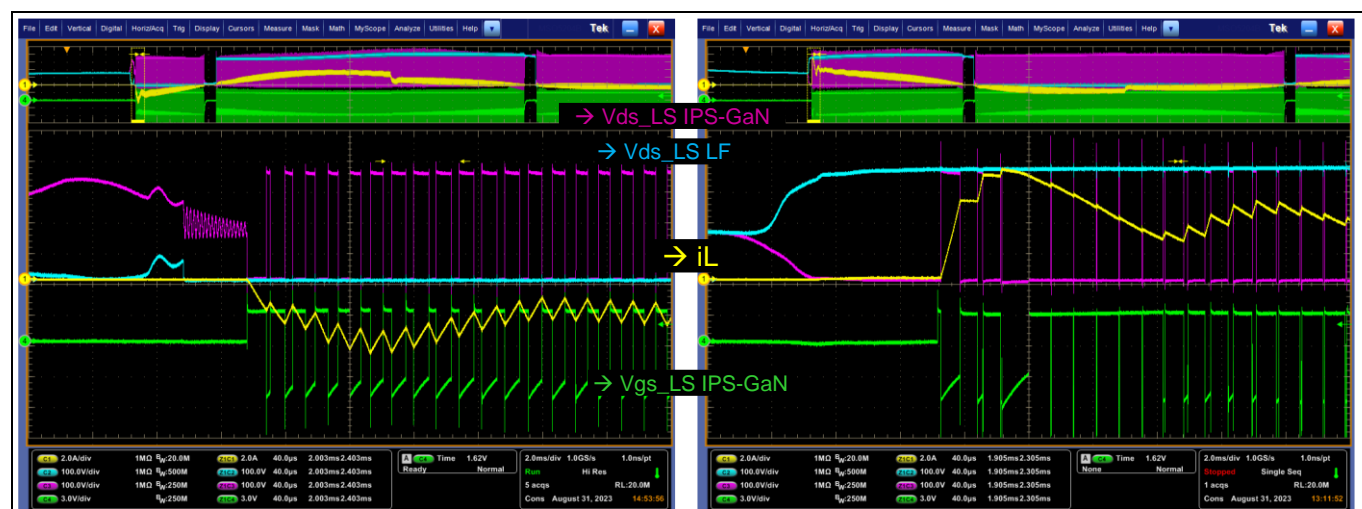 File Edit Vertical Digital Horiz/Acq Trig Display Cursors Measure Mask Math MyScope Analyze Utilities Help Tek X
1
4
1
4
C1 2.0A/div 1MΩ BW:20.0M
C2 100.0V/div 1MΩ BW:500M
C3 100.0V/div 1MΩ BW:250M
C4 3.0V/div BW:250M
Z1C1 2.0A 40.0µs 2.003ms 2.403ms
Z1C2 100.0V 40.0µs 2.003ms 2.403ms
Z1C3 100.0V 40.0µs 2.003ms 2.403ms
Z1C4 3.0V 40.0µs 2.003ms 2.403ms
A C4 Time 1.62V
Ready Normal
2.0ms/div 1.0GS/s 1.0ns/pt
Run Hi Res
5 acqs RL:20.0M
Cons August 31, 2023 14:53:56
→ Vds_LS IPS-GaN
→ Vds_LS LF
→ iL
→ Vgs_LS IPS-GaN
File Edit Vertical Digital Horiz/Acq Trig Display Cursors Measure Mask Math MyScope Analyze Utilities Help Tek X
1
4
1
4
C1 2.0A/div 1MΩ BW:20.0M
C2 100.0V/div 1MΩ BW:500M
C3 100.0V/div 1MΩ BW:250M
C4 3.0V/div BW:250M
Z1C1 2.0A 40.0µs 1.905ms 2.305ms
Z1C2 100.0V 40.0µs 1.905ms 2.305ms
Z1C3 100.0V 40.0µs 1.905ms 2.305ms
Z1C4 3.0V 40.0µs 1.905ms 2.305ms
A C4 Time 1.62V
None Normal
2.0ms/div 1.0GS/s 1.0ns/pt
Stopped Single Seq
1 acqs RL:20.0M
Cons August 31, 2023 13:11:52